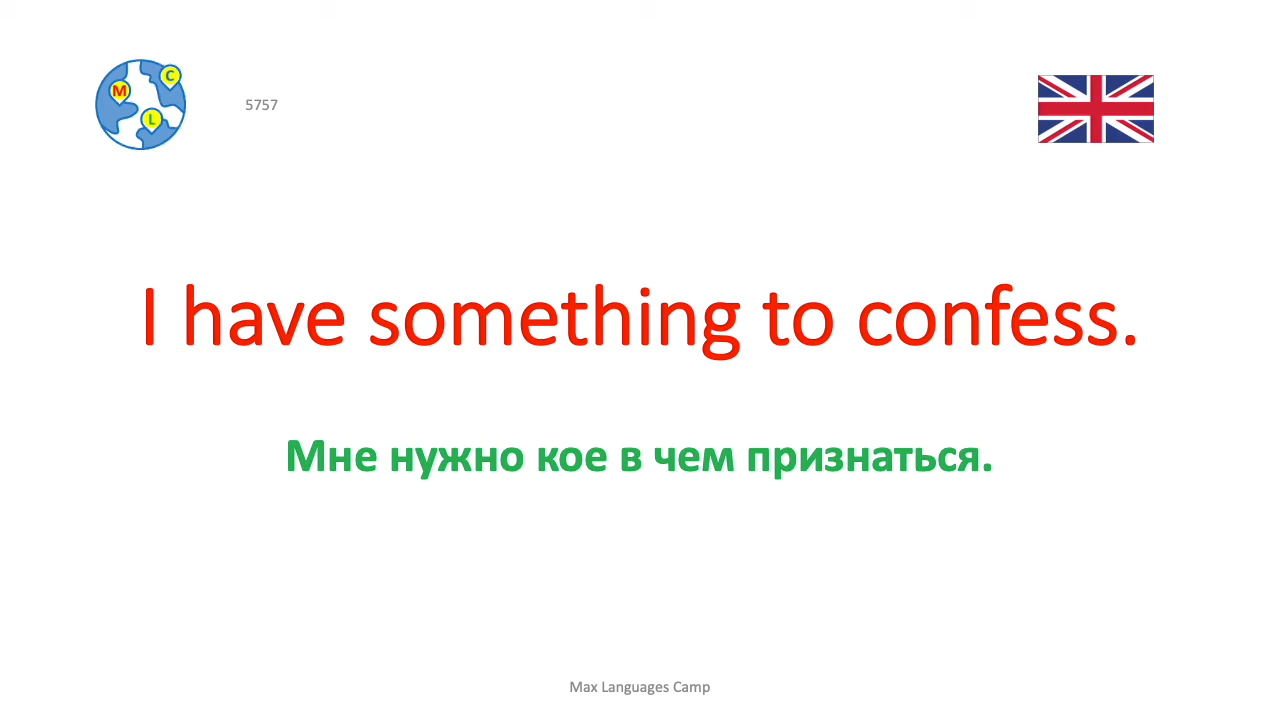 M
C
L
5757
I have something to confess.
Мне нужно кое в чем признаться.
Max Languages Camp